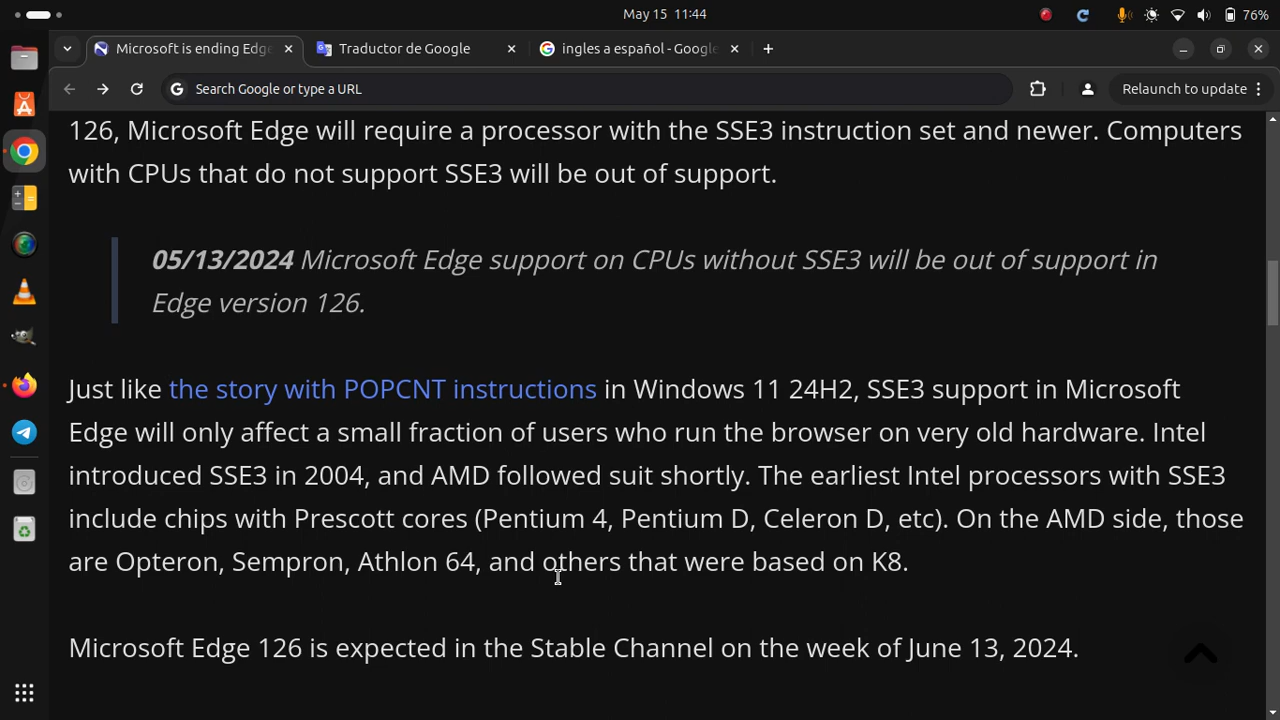 May 15 11:44
76%
Microsoft is ending Edge
Traductor de Google
ingles a español - Google
Search Google or type a URL
Relaunch to update
126, Microsoft Edge will require a processor with the SSE3 instruction set and newer. Computers
with CPUs that do not support SSE3 will be out of support.
05/13/2024 Microsoft Edge support on CPUs without SSE3 will be out of support in
Edge version 126.
Just like the story with POPCNT instructions in Windows 11 24H2, SSE3 support in Microsoft
Edge will only affect a small fraction of users who run the browser on very old hardware. Intel
introduced SSE3 in 2004, and AMD followed suit shortly. The earliest Intel processors with SSE3
include chips with Prescott cores (Pentium 4, Pentium D, Celeron D, etc). On the AMD side, those
are Opteron, Sempron, Athlon 64, and others that were based on K8.
Microsoft Edge 126 is expected in the Stable Channel on the week of June 13, 2024.